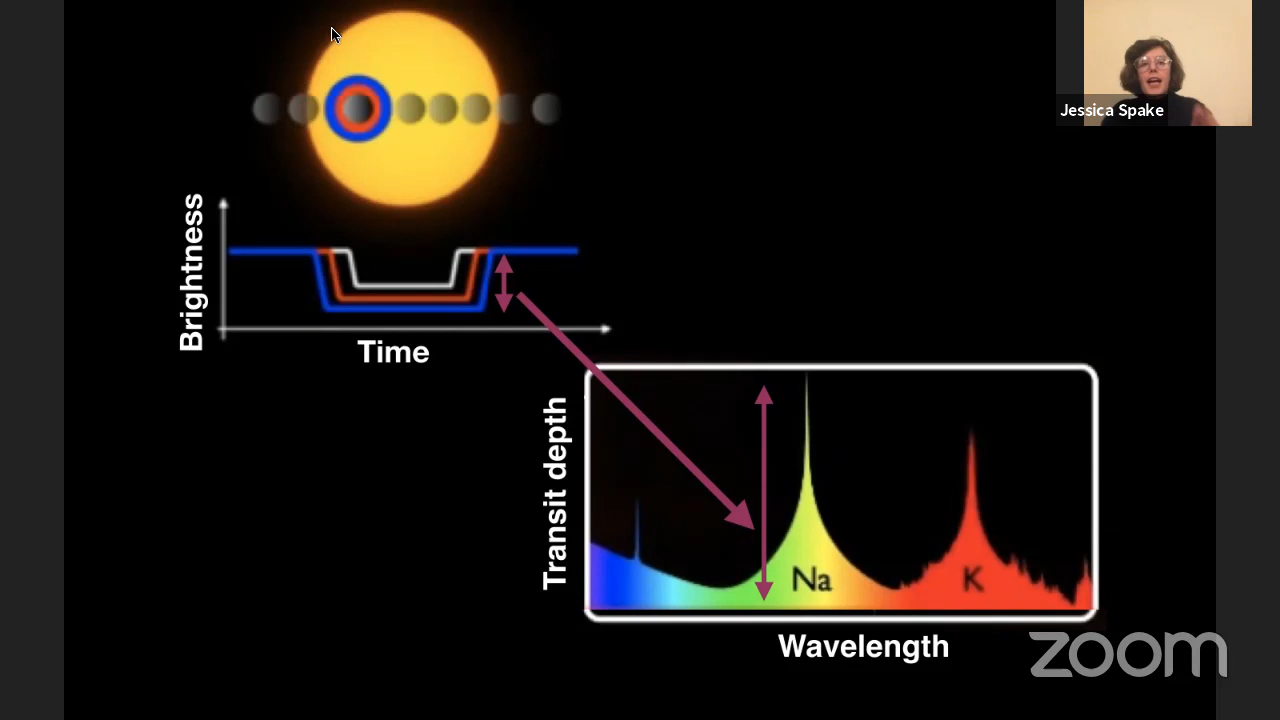 Jessica Spake
Brightness
Time
Transit depth
Na
K
Wavelength
zoom